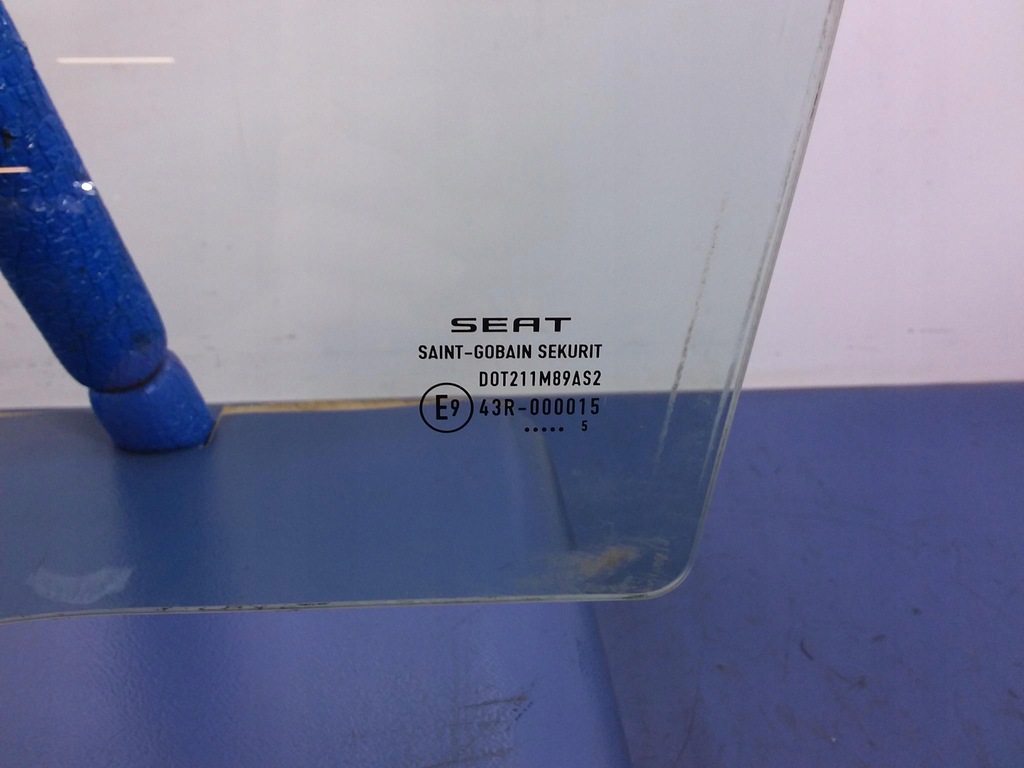 SEAT
SAINT-GOBAIN SEKURIT
DOT211M89AS2
E9 43R-000015
..... 5